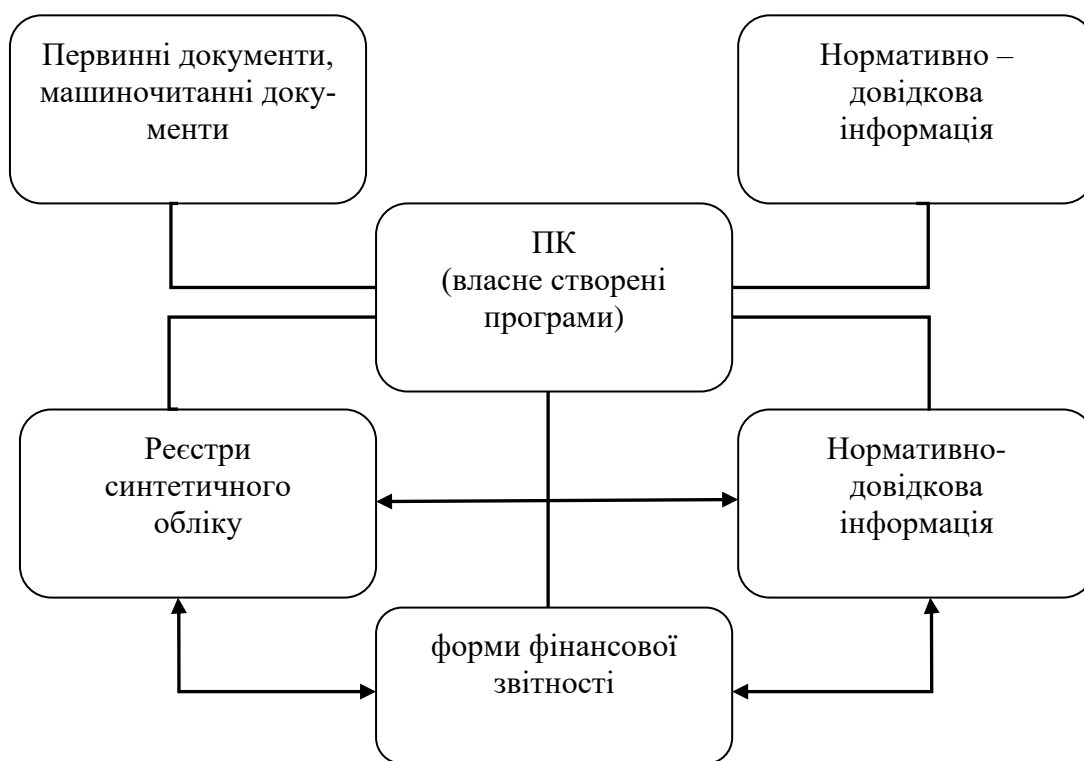 Первинні документи,
машиночитанні доку-
менти
Нормативно –
довідкова
інформація
ПК
(власне створені
програми)
Реєстри
синтетичного
обліку
Нормативно-
довідкова
інформація
форми фінансової
звітності